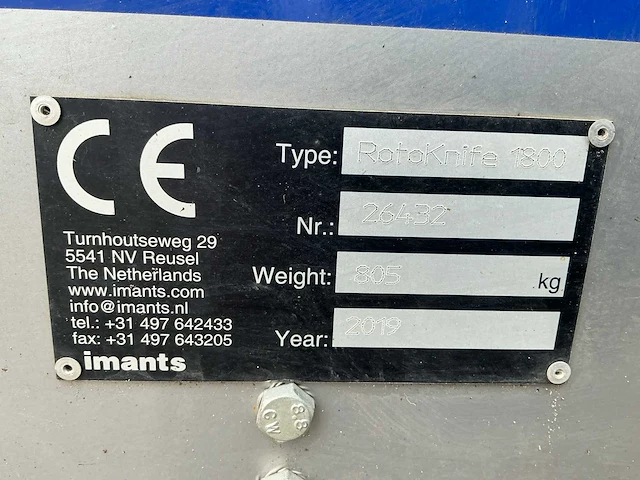 CE
Type: RotoKnife 1800
Nr.: 26432
Weight: 805 kg
Year: 2019
Turnhoutseweg 29
5541 NV Reusel
The Netherlands
www.imants.com
info@imants.nl
tel.: +31 497 642433
fax: +31 497 643205
imants
8.8
CW